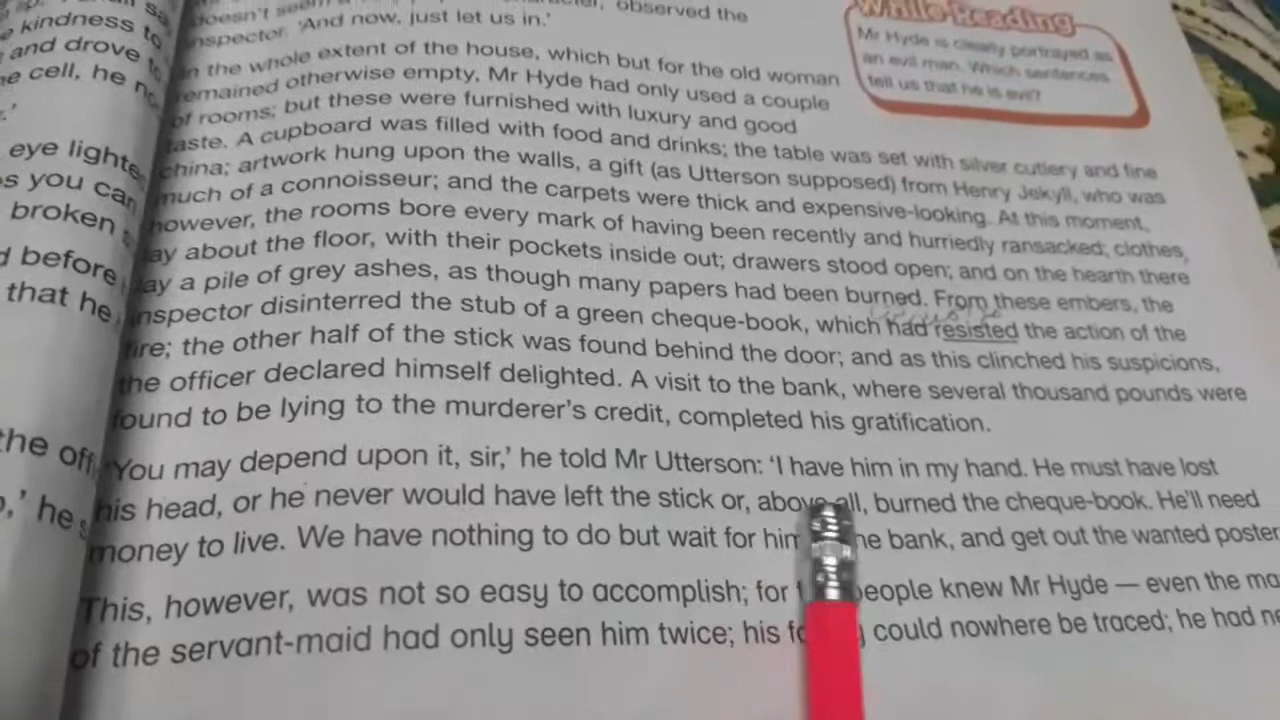 kindness to
and drove
e cell, he
eye lighte
s you can
broken
before
that he
the off
he s
observed the
inspector. 'And now, just let us in.'
In the whole extent of the house, which but for the old woman
remained otherwise empty, Mr Hyde had only used a couple
of rooms; but these were furnished with luxury and good
taste. A cupboard was filled with food and drinks; the table was set with silver cutlery and fine
china; artwork hung upon the walls, a gift (as Utterson supposed) from Henry Jekyll, who was
much of a connoisseur; and the carpets were thick and expensive-looking. At this moment,
however, the rooms bore every mark of having been recently and hurriedly ransacked; clothes,
lay about the floor, with their pockets inside out; drawers stood open; and on the hearth there
lay a pile of grey ashes, as though many papers had been burned. From these embers, the
inspector disinterred the stub of a green cheque-book, which had resisted the action of the
fire; the other half of the stick was found behind the door; and as this clinched his suspicions,
the officer declared himself delighted. A visit to the bank, where several thousand pounds were
found to be lying to the murderer's credit, completed his gratification.
'You may depend upon it, sir,' he told Mr Utterson: 'I have him in my hand. He must have lost
his head, or he never would have left the stick or, above all, burned the cheque-book. He'll need
money to live. We have nothing to do but wait for him he bank, and get out the wanted poster
This, however, was not so easy to accomplish; for people knew Mr Hyde — even the ma
of the servant-maid had only seen him twice; his could nowhere be traced; he had
While Reading
Mr Hyde is clearly portrayed as
an evil man. Which sentences
tell us that he is evil?